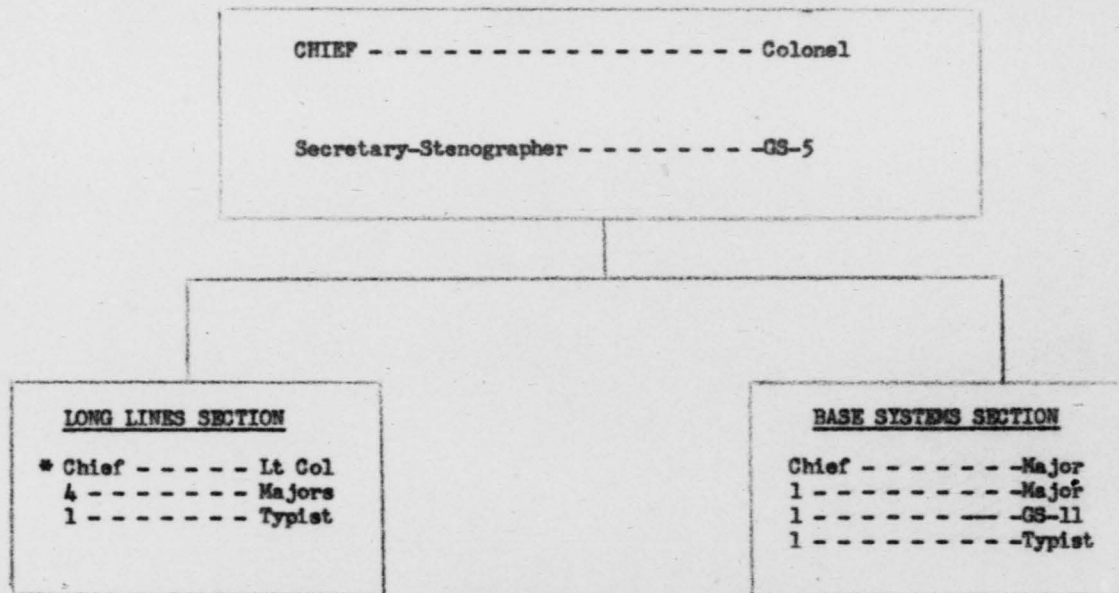 CHIEF - - - - - - - - - - - - - - - - Colonel
Secretary-Stenographer - - - - - - - -GS-5
LONG LINES SECTION
* Chief - - - - - Lt Col
4 - - - - - - - Majors
1 - - - - - - - Typist
BASE SYSTEMS SECTION
Chief - - - - - - -Major
1 - - - - - - - - -Major
1 - - - - - - - — -GS-11
1 - - - - - - - - -Typist